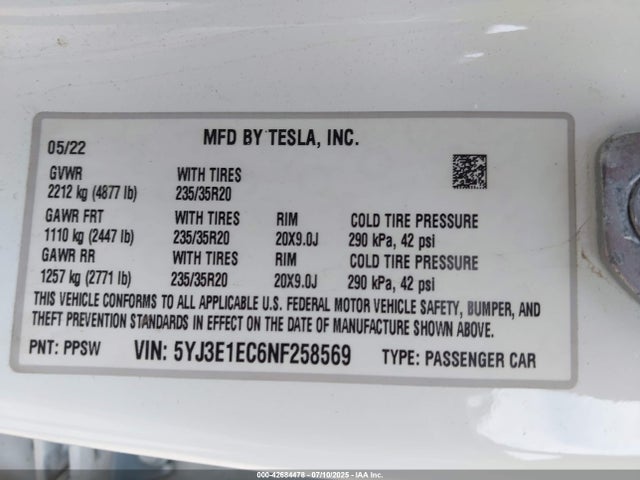 05/22 MFD BY TESLA, INC.
GVWR WITH TIRES
2212 kg (4877 lb) 235/35R20
GAWR FRT WITH TIRES RIM COLD TIRE PRESSURE
1110 kg (2447 lb) 235/35R20 20X9.0J 290 kPa, 42 psi
GAWR RR WITH TIRES RIM COLD TIRE PRESSURE
1257 kg (2771 lb) 235/35R20 20X9.0J 290 kPa, 42 psi
THIS VEHICLE CONFORMS TO ALL APPLICABLE U.S. FEDERAL MOTOR VEHICLE SAFETY, BUMPER, AND
THEFT PREVENTION STANDARDS IN EFFECT ON THE DATE OF MANUFACTURE SHOWN ABOVE.
PNT: PPSW VIN: 5YJ3E1EC6NF258569 TYPE: PASSENGER CAR
000-42684476 - 07/10/2025 - IAA Inc.